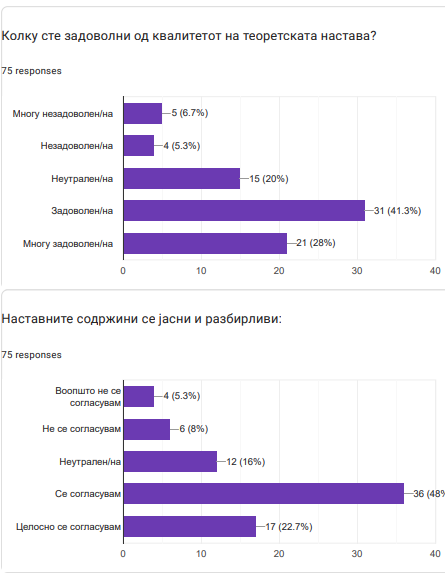 Колку сте задоволни од квалитетот на теоретската настава?
75 responses
Многу незадоволен/на
5 (6.7%)
Незадоволен/на
4 (5.3%)
Неутрален/на
15 (20%)
Задоволен/на
31 (41.3%)
Многу задоволен/на
21 (28%)
0 10 20 30 40
Наставните содржини се јасни и разбирливи:
75 responses
Воопшто не се
согласувам
4 (5.3%)
Не се согласувам
6 (8%)
Неутрален/на
12 (16%)
Се согласувам
36 (48%
Целосно се согласувам
17 (22.7%)
0 10 20 30 40